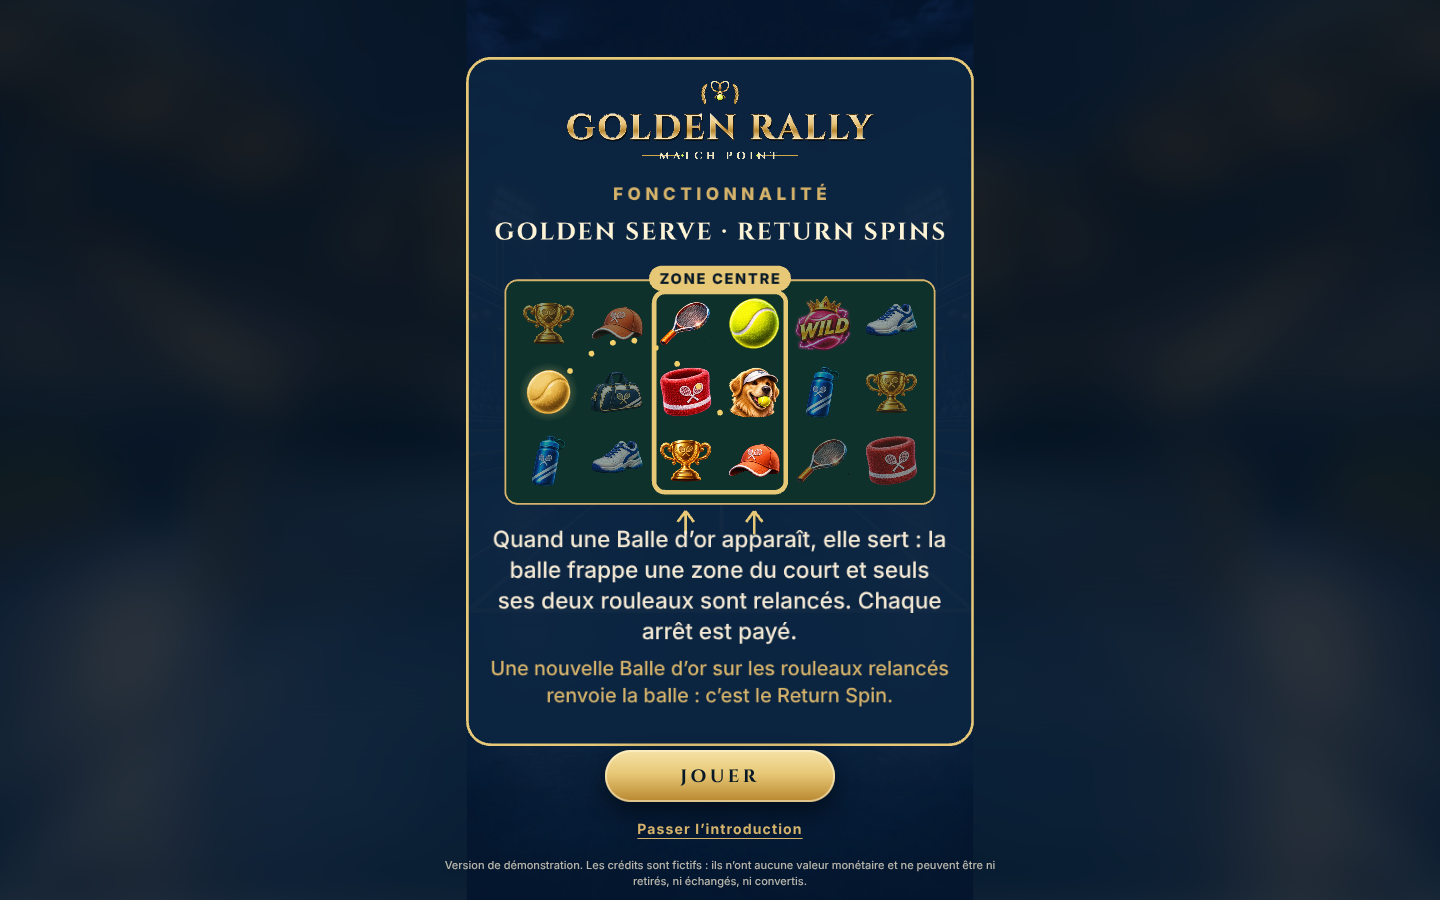 GOLDEN RALLY
MATCH POINT
FONCTIONNALITÉ
GOLDEN SERVE · RETURN SPINS
ZONE CENTRE
WILD
Quand une Balle d’or apparaît, elle sert : la
balle frappe une zone du court et seuls
ses deux rouleaux sont relancés. Chaque
arrêt est payé.
Une nouvelle Balle d’or sur les rouleaux relancés
renvoie la balle : c’est le Return Spin.
JOUER
Passer l’introduction
Version de démonstration. Les crédits sont fictifs : ils n’ont aucune valeur monétaire et ne peuvent être ni
retirés, ni échangés, ni convertis.